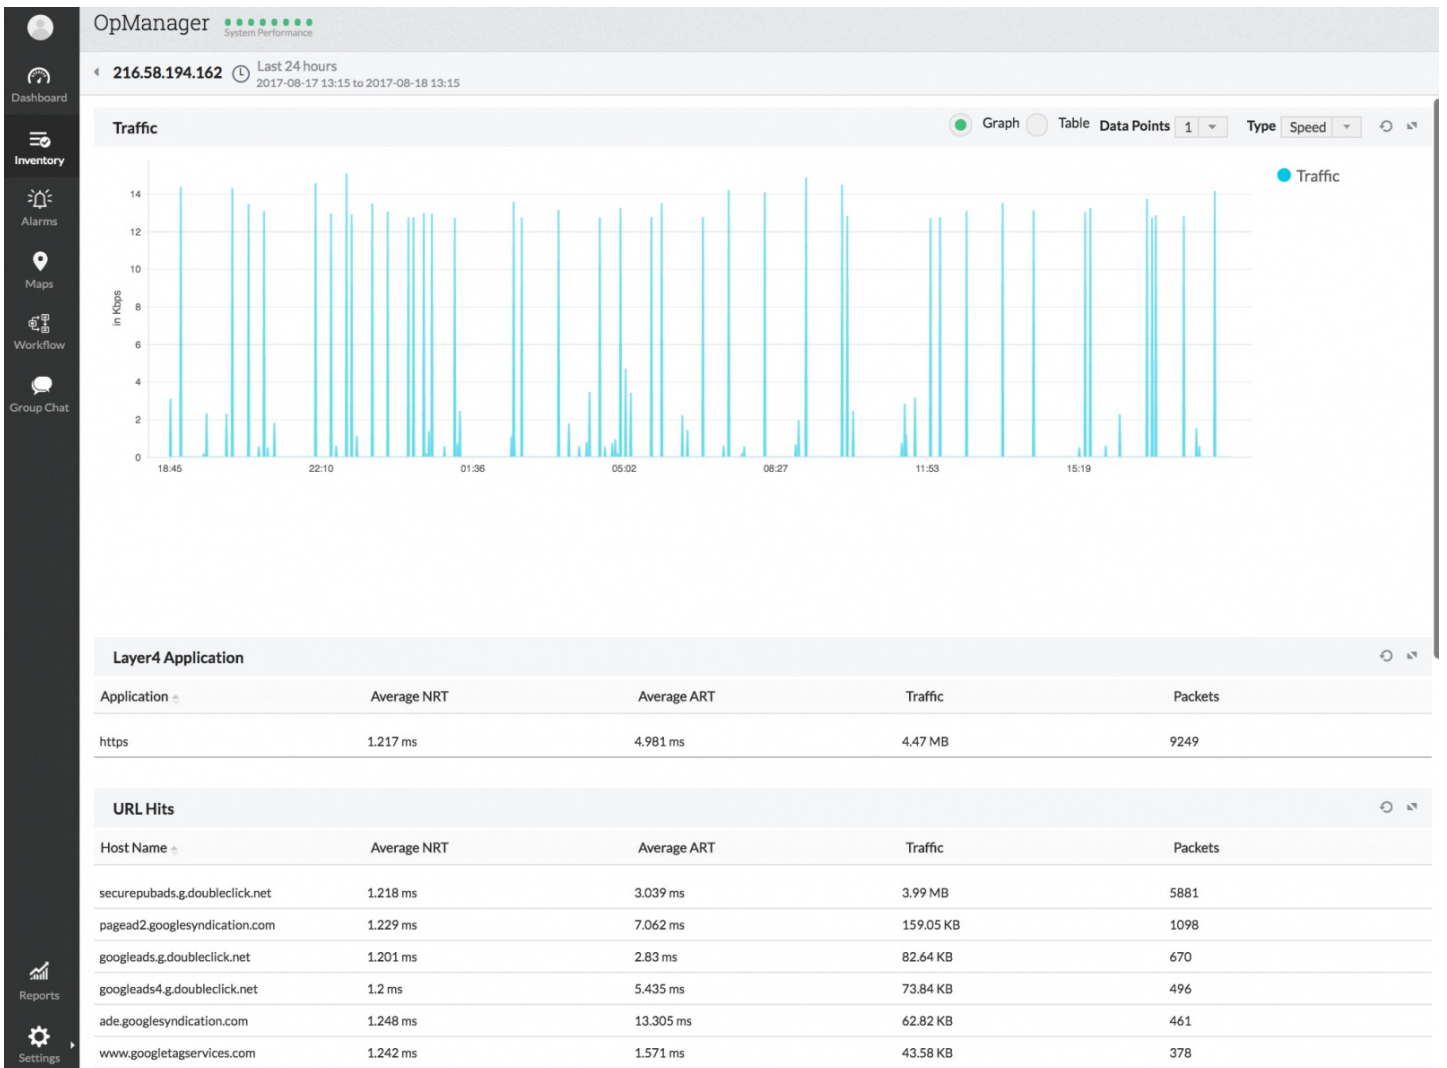 OpManager
System Performance
216.58.194.162 Last 24 hours
2017-08-17 13:15 to 2017-08-18 13:15
Dashboard
Inventory
Alarms
Maps
Workflow
Group Chat
Reports
Settings
Traffic Graph Table Data Points 1 Type Speed
Traffic
in Kbps
14
12
10
8
6
4
2
0
18:45 22:10 01:36 05:02 08:27 11:53 15:19
Layer4 Application
Application Average NRT Average ART Traffic Packets
https 1.217 ms 4.981 ms 4.47 MB 9249
URL Hits
Host Name Average NRT Average ART Traffic Packets
securepubads.g.doubleclick.net 1.218 ms 3.039 ms 3.99 MB 5881
pagead2.googlesyndication.com 1.229 ms 7.062 ms 159.05 KB 1098
googleads.g.doubleclick.net 1.201 ms 2.83 ms 82.64 KB 670
googleads4.g.doubleclick.net 1.2 ms 5.435 ms 73.84 KB 496
ade.googlesyndication.com 1.248 ms 13.305 ms 62.82 KB 461
www.googletagservices.com 1.242 ms 1.571 ms 43.58 KB 378